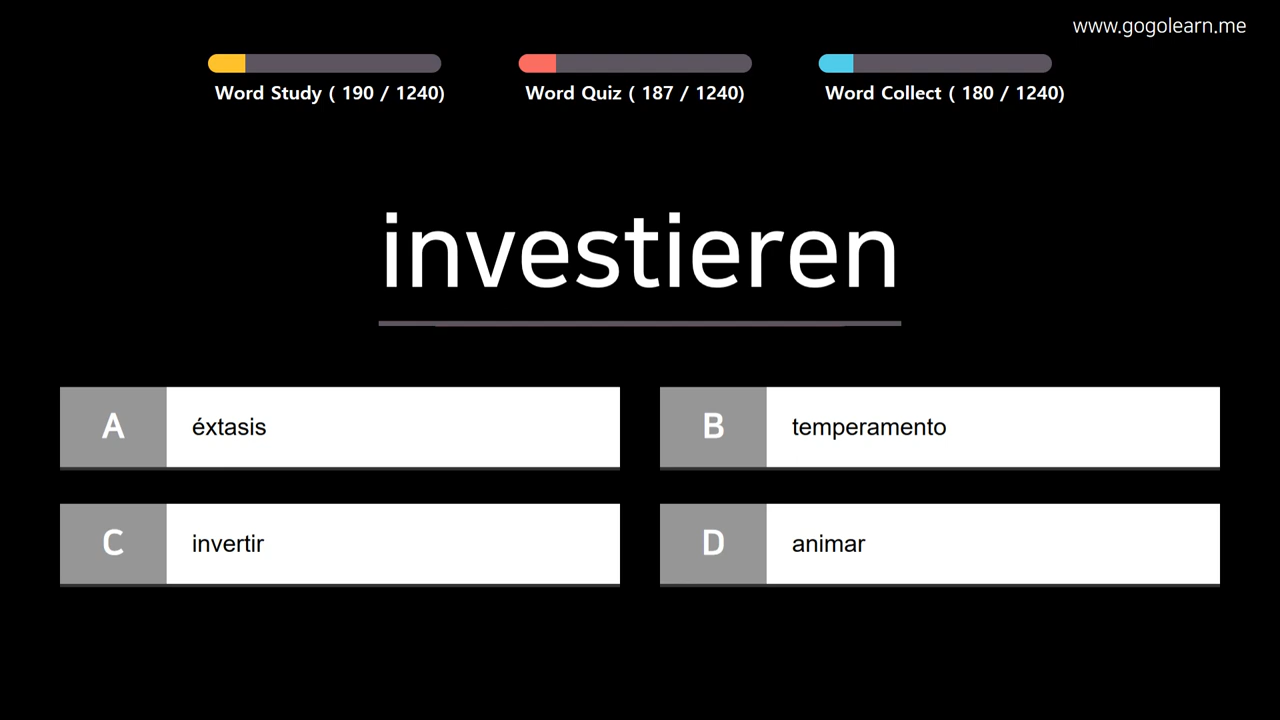 www.gogolearn.me
Word Study ( 190 / 1240)
Word Quiz ( 187 / 1240)
Word Collect ( 180 / 1240)
investieren
A éxtasis
B temperamento
C invertir
D animar